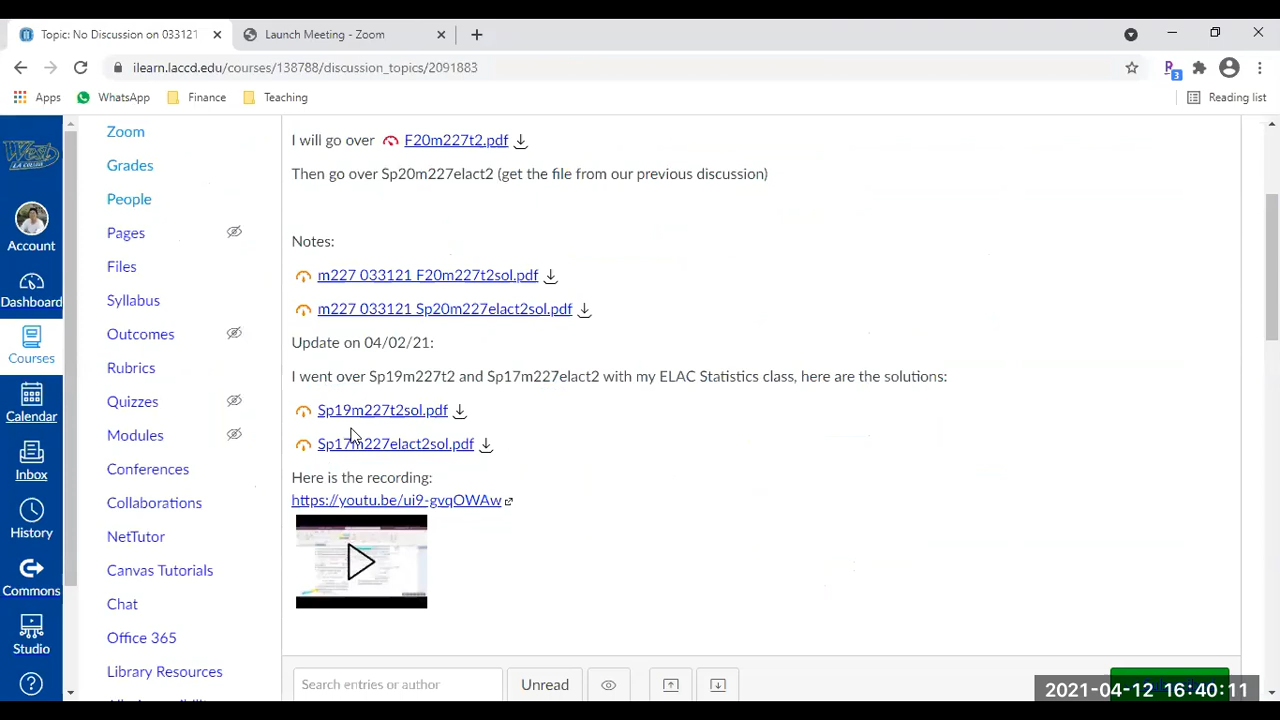 Topic: No Discussion on 033121
Launch Meeting - Zoom
ilearn.laccd.edu/courses/138788/discussion_topics/2091883
Apps
WhatsApp
Finance
Teaching
Reading list
3
West
Account
Dashboard
Courses
Calendar
Inbox
History
Commons
Studio
Zoom
Grades
People
Pages
Files
Syllabus
Outcomes
Rubrics
Quizzes
Modules
Conferences
Collaborations
NetTutor
Canvas Tutorials
Chat
Office 365
Library Resources
I will go over F20m227t2.pdf
Then go over Sp20m227elact2 (get the file from our previous discussion)
Notes:
m227 033121 F20m227t2sol.pdf
m227 033121 Sp20m227elact2sol.pdf
Update on 04/02/21:
I went over Sp19m227t2 and Sp17m227elact2 with my ELAC Statistics class, here are the solutions:
Sp19m227t2sol.pdf
Sp17m227elact2sol.pdf
Here is the recording:
https://youtu.be/ui9-gvqOWAw
Search entries or author
Unread
2021-04-12 16:40:11